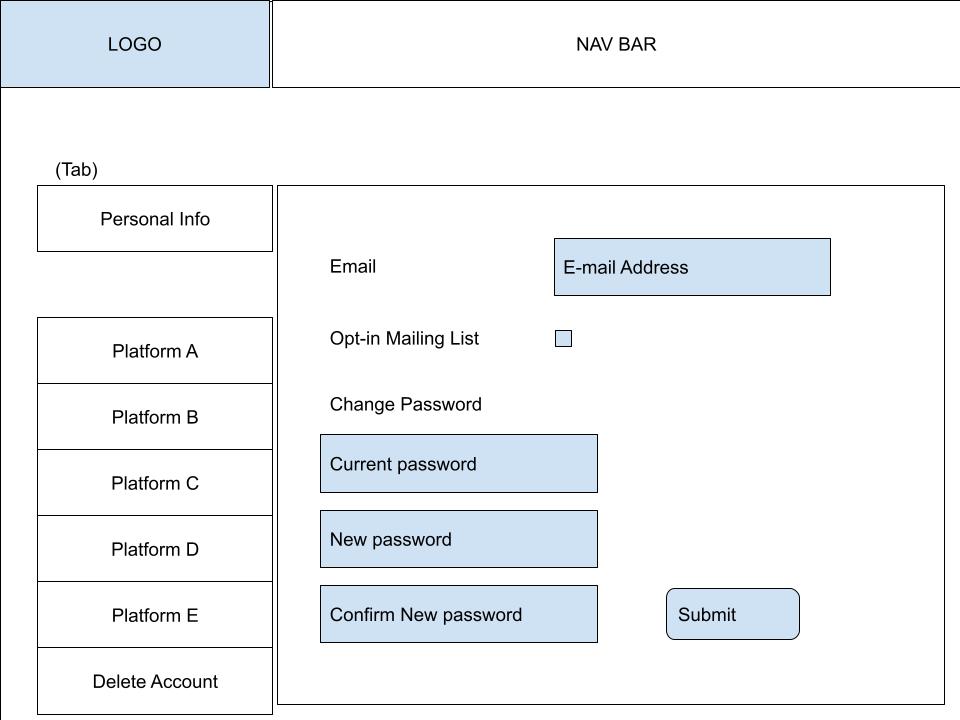 LOGO
NAV BAR
(Tab)
Personal Info
Platform A
Platform B
Platform C
Platform D
Platform E
Delete Account
Email
E-mail Address
Opt-in Mailing List
Change Password
Current password
New password
Confirm New password
Submit